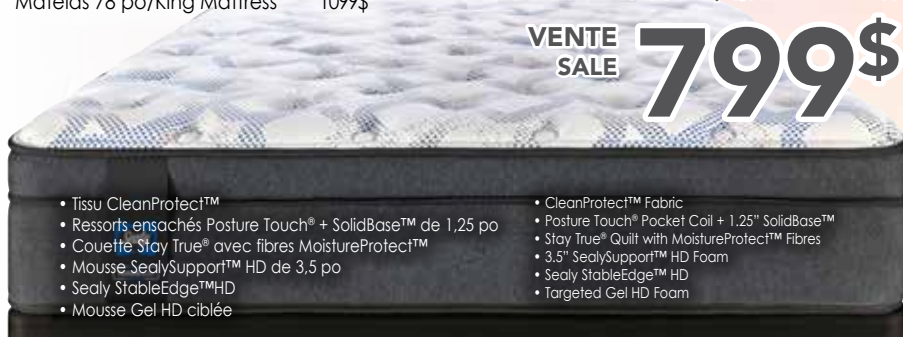 Matelas 78 po/King Mattress 1099$
VENTE
SALE
799$
• Tissu CleanProtect™
• Ressorts ensachés Posture Touch® + SolidBase™ de 1,25 po
• Couette Stay True® avec fibres MoistureProtect™
• Mousse SealySupport™ HD de 3,5 po
• Sealy StableEdge™HD
• Mousse Gel HD ciblée
• CleanProtect™ Fabric
• Posture Touch® Pocket Coil + 1.25" SolidBase™
• Stay True® Quilt with MoistureProtect™ Fibres
• 3.5" SealySupport™ HD Foam
• Sealy StableEdge™ HD
• Targeted Gel HD Foam